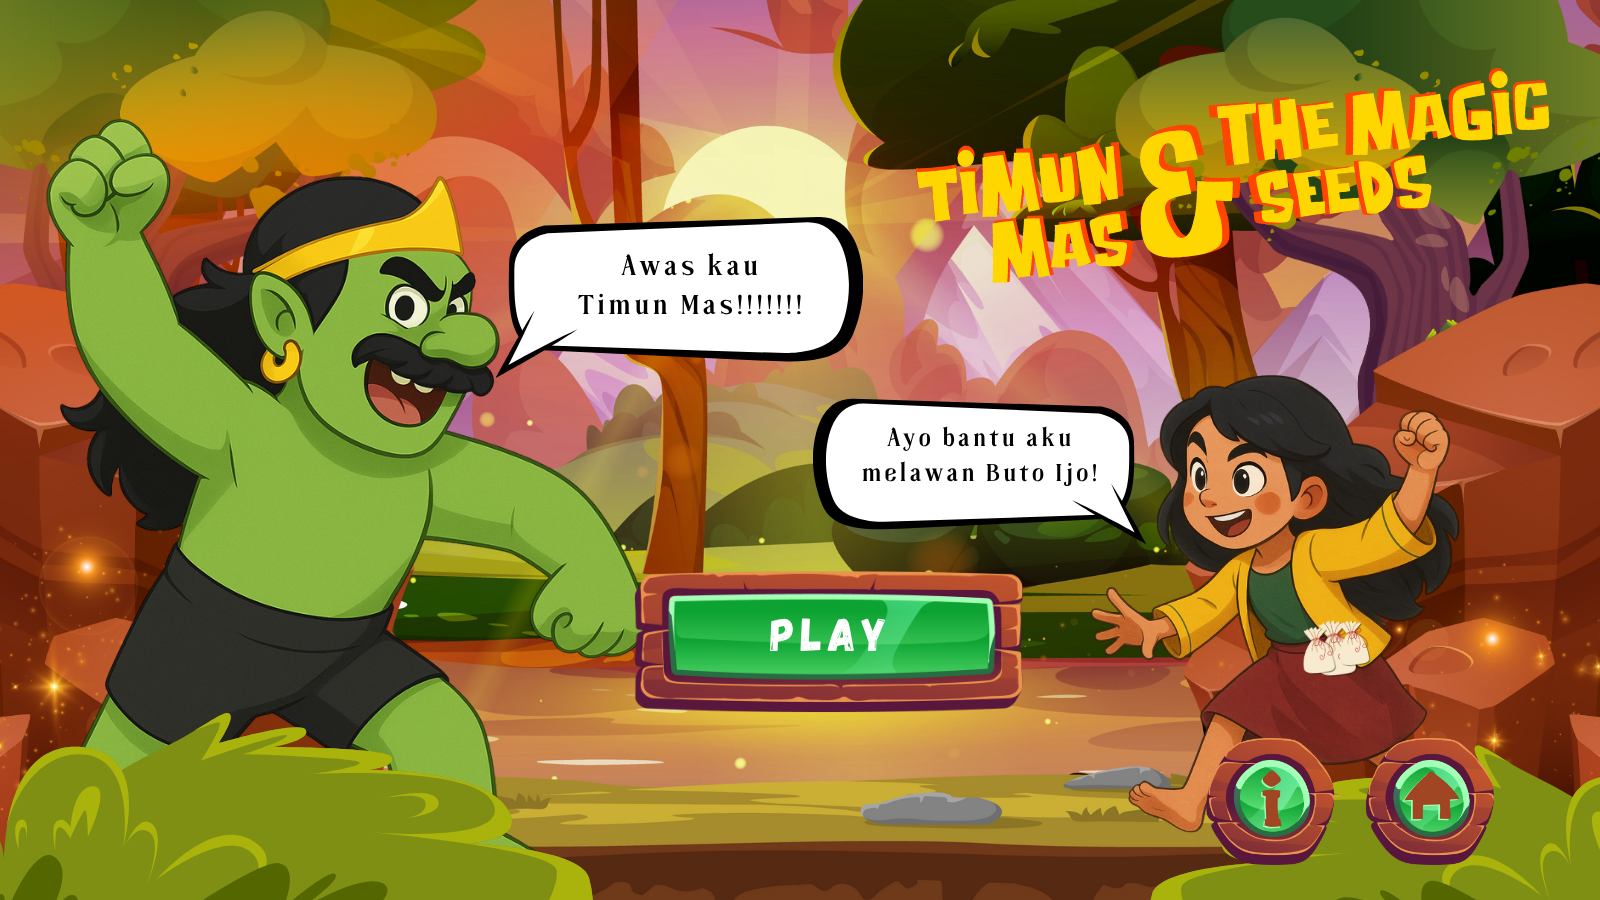 TiMUN
MAS
&
THE MAGiC
SEEDS
Awas kau
Timun Mas!!!!!!!
Ayo bantu aku
melawan Buto Ijo!
PLAY
i